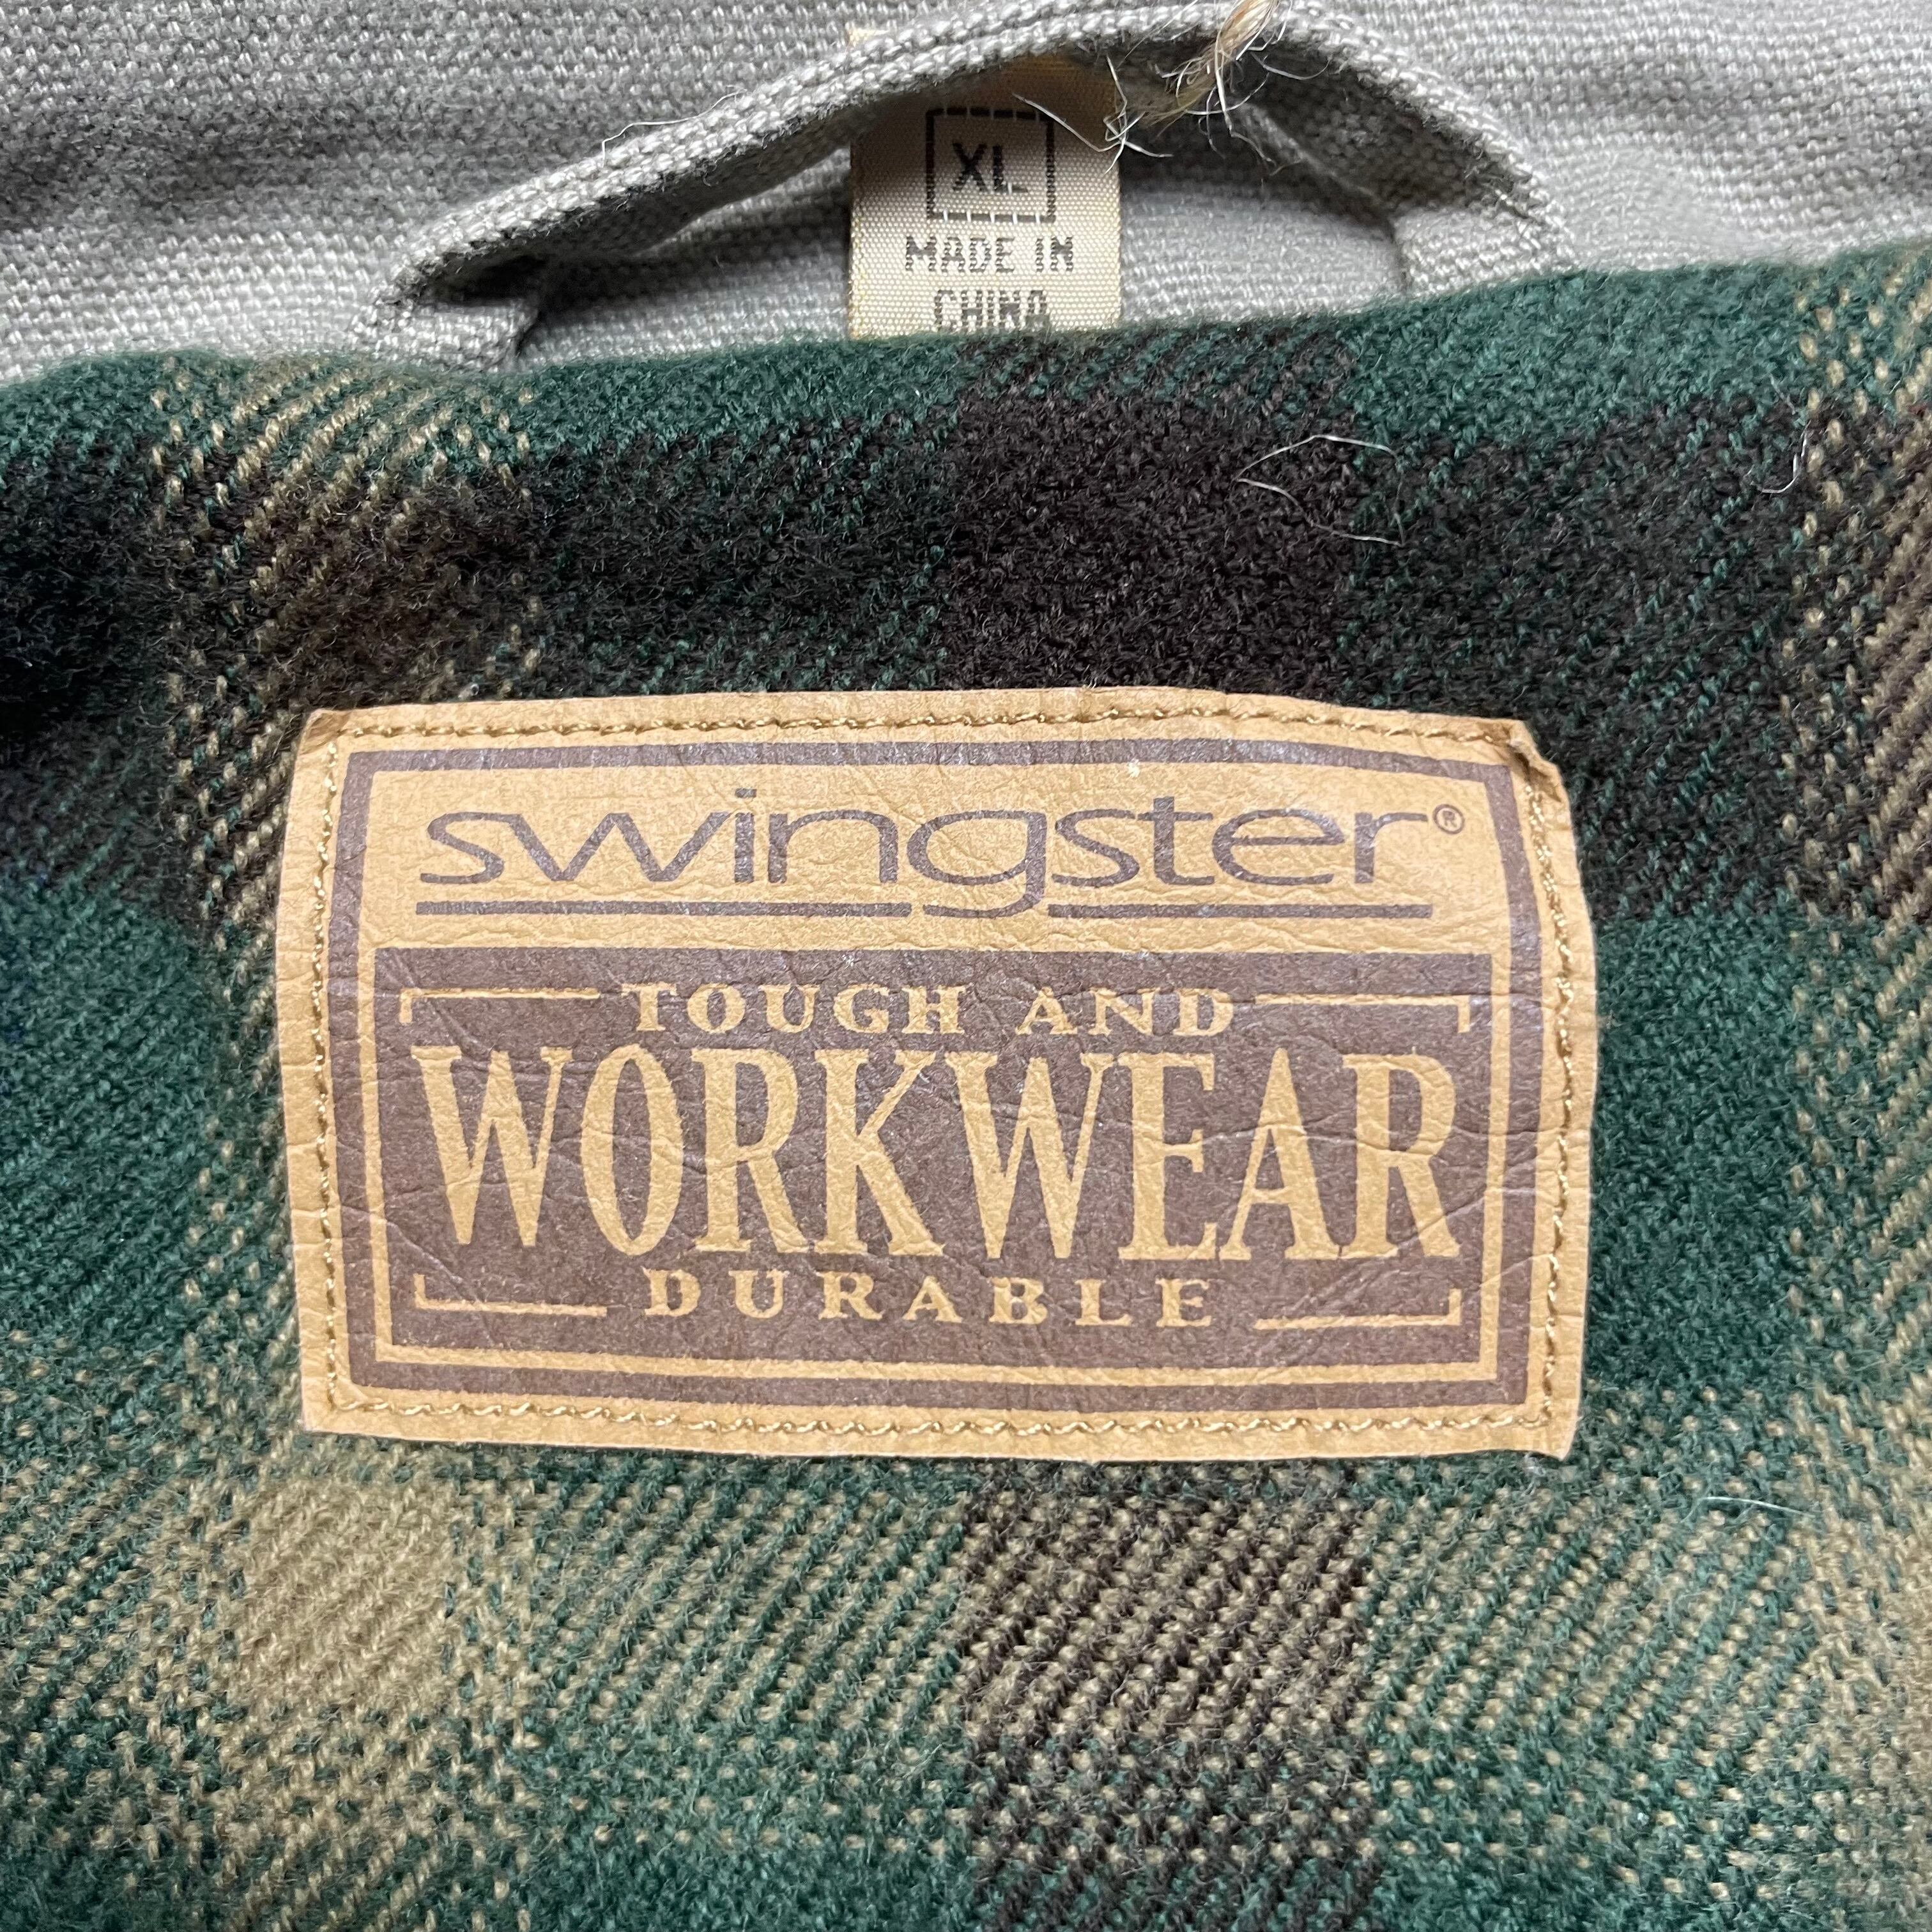 XL
MADE IN
CHINA
swingster®
TOUGH AND
WORKWEAR
DURABLE